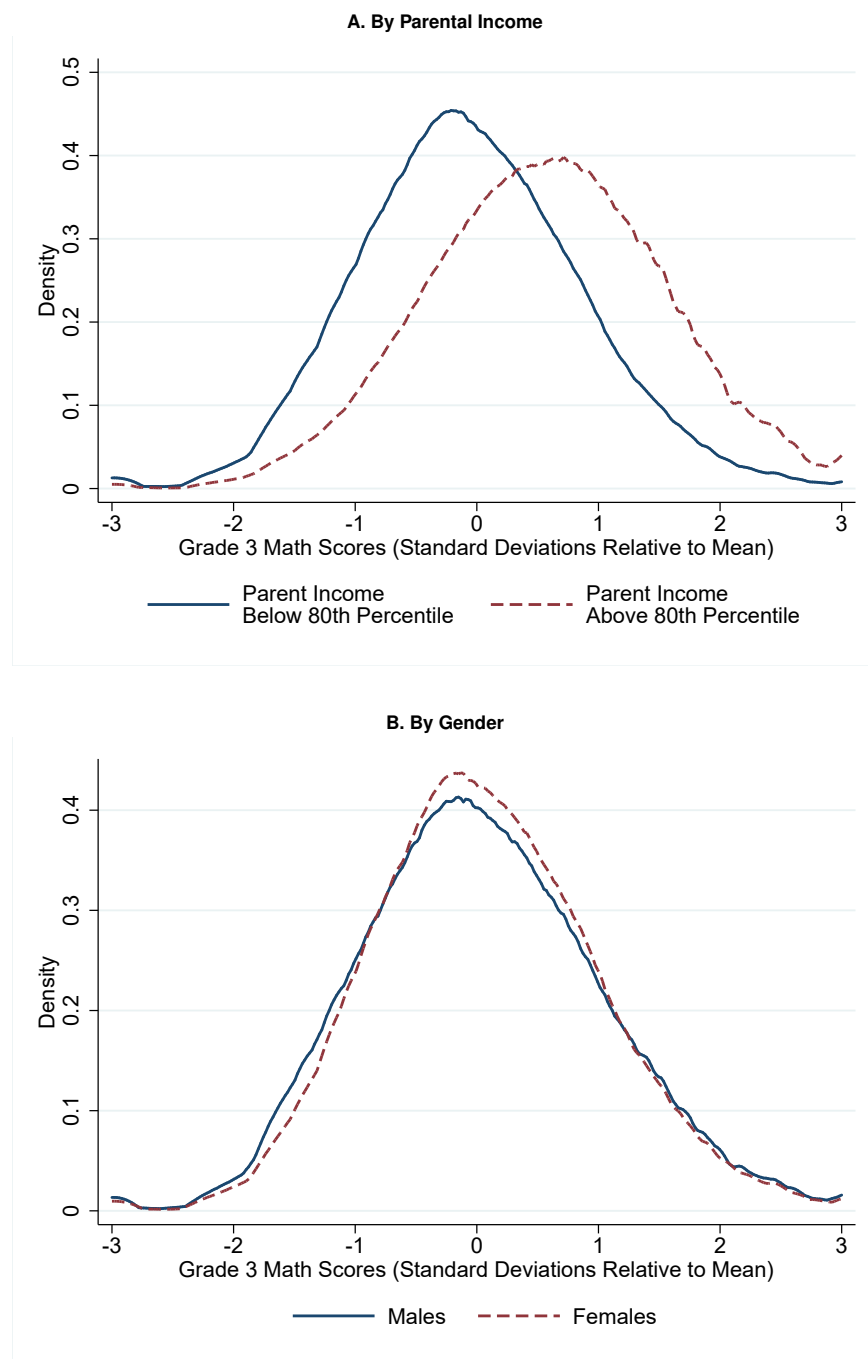 A. By Parental Income
0.5
0.4
0.3
0.2
0.1
0
Density
-3 -2 -1 0 1 2 3
Grade 3 Math Scores (Standard Deviations Relative to Mean)
Parent Income Parent Income
Below 80th Percentile Above 80th Percentile
B. By Gender
0.4
0.3
0.2
0.1
0
Density
-3 -2 -1 0 1 2 3
Grade 3 Math Scores (Standard Deviations Relative to Mean)
Males Females